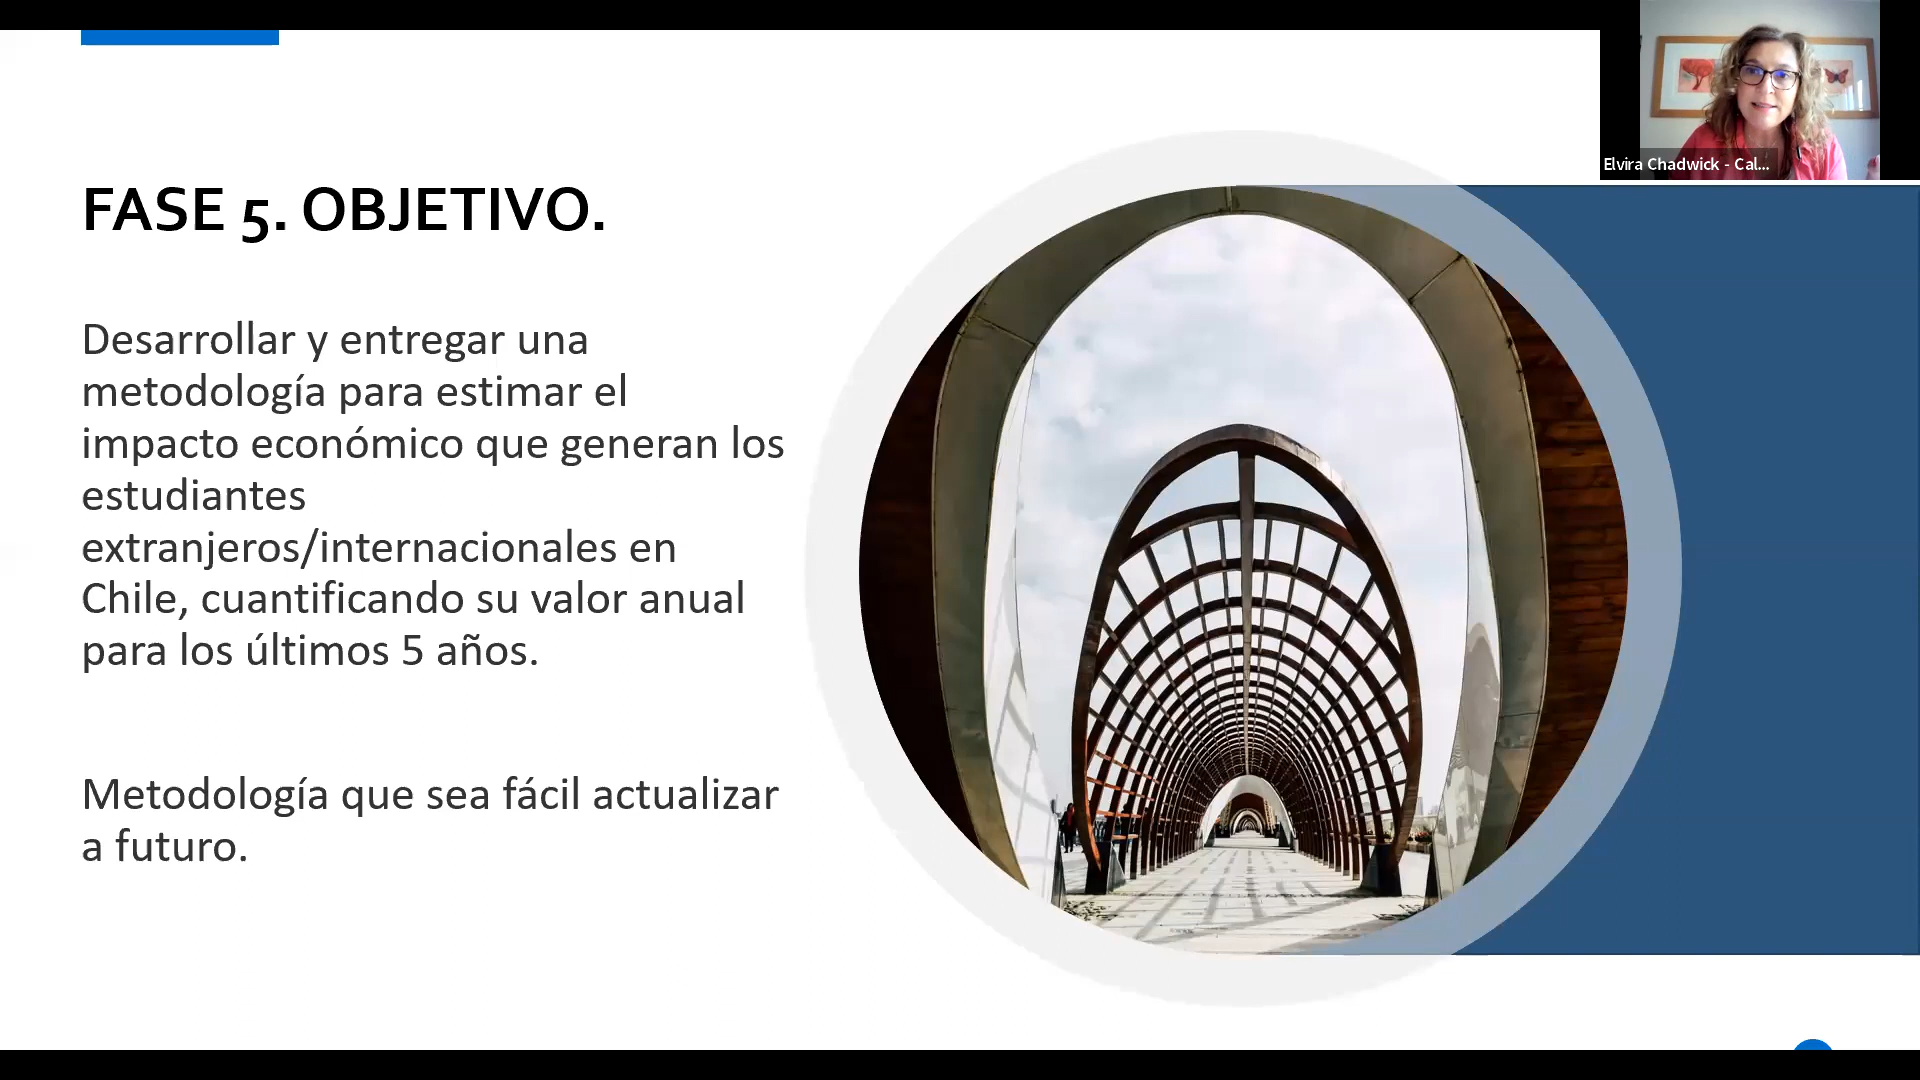 Elvira Chadwick - Cal...
FASE 5. OBJETIVO.
Desarrollar y entregar una
metodología para estimar el
impacto económico que generan los
estudiantes
extranjeros/internacionales en
Chile, cuantificando su valor anual
para los últimos 5 años.
Metodología que sea fácil actualizar
a futuro.